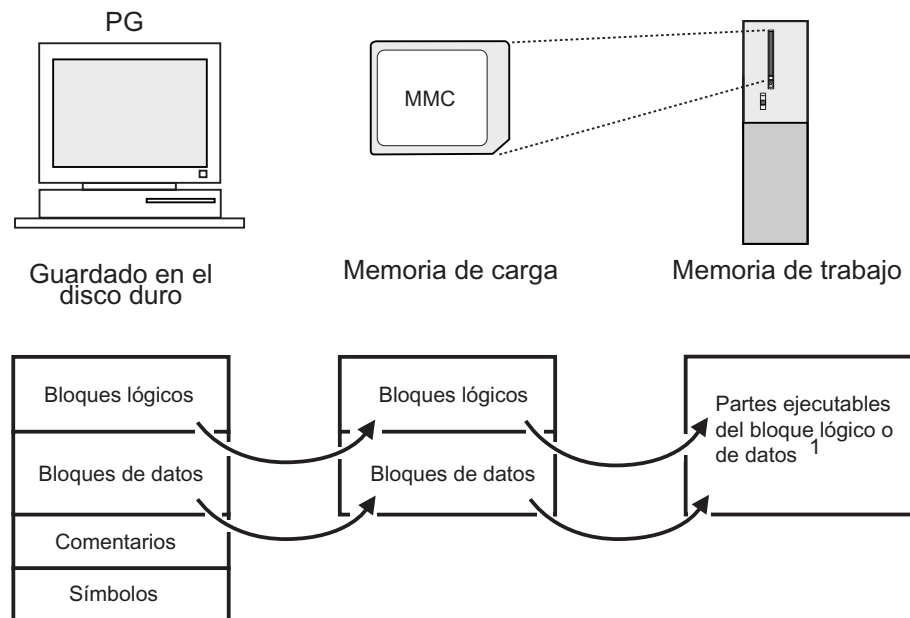 PG
MMC
Guardado en el
disco duro
Memoria de carga
Memoria de trabajo
Bloques lógicos
Bloques de datos
Comentarios
Símbolos
Bloques lógicos
Bloques de datos
Partes ejecutables
del bloque lógico o
de datos 1